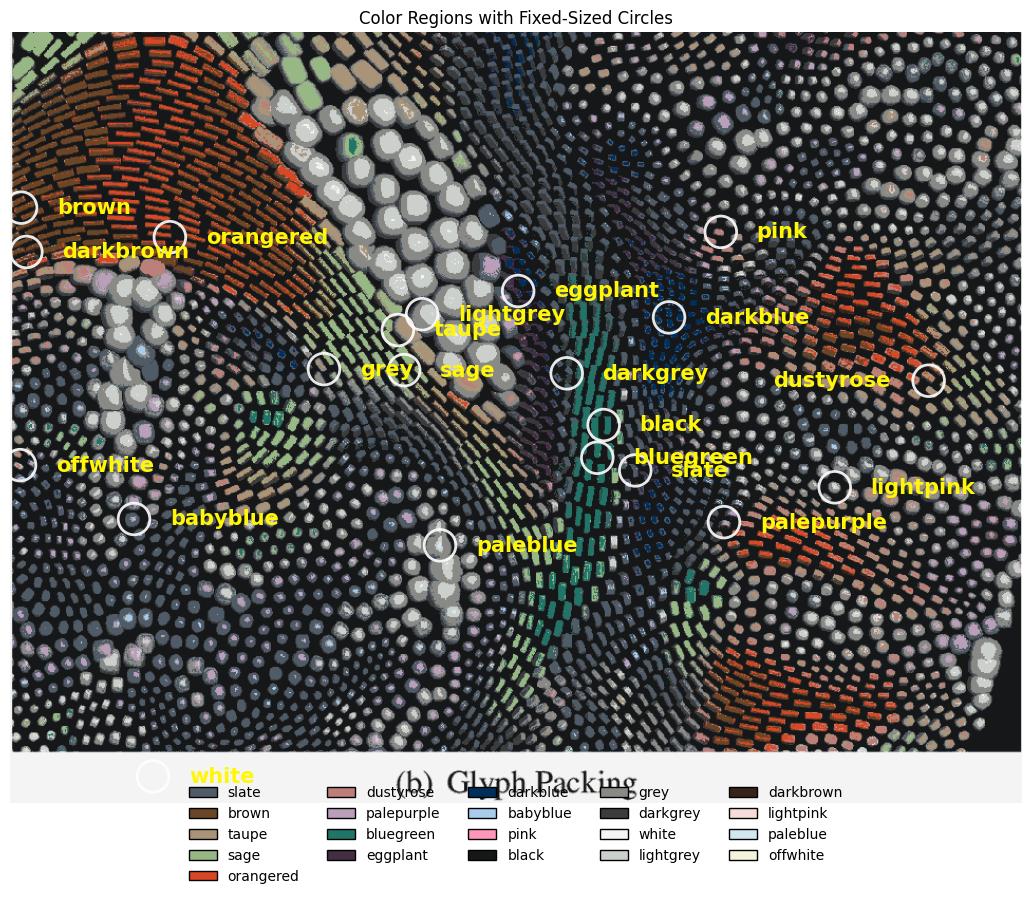 Color Regions with Fixed-Sized Circles
brown
darkbrown
orangered
pink
eggplant
lightgrey
taupe
darkblue
grey
sage
darkgrey
dustyrose
black
bluegreen
slate
offwhite
lightpink
babyblue
palepurple
paleblue
white
(b) Glyph Packing
slate
brown
taupe
sage
orangered
dustyrose
palepurple
bluegreen
eggplant
darkblue
babyblue
pink
black
grey
darkgrey
white
lightgrey
darkbrown
lightpink
paleblue
offwhite